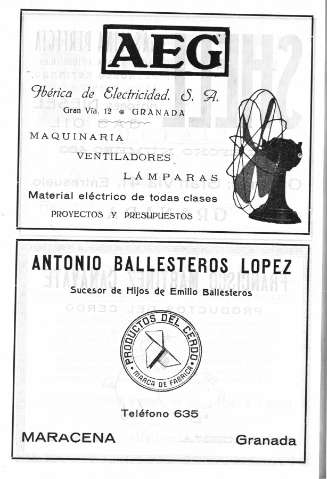 AEG
Ibérica de Electricidad, S. A.
Gran Vía, 12 GRANADA
MAQUINARIA
VENTILADORES
LÁMPARAS
Material eléctrico de todas clases
PROYECTOS Y PRESUPUESTOS
ANTONIO BALLESTEROS LOPEZ
Sucesor de Hijos de Emilio Ballesteros
PRODUCTOS DEL CERDO
MARCA DE FABRICA
Teléfono 635
MARACENA Granada